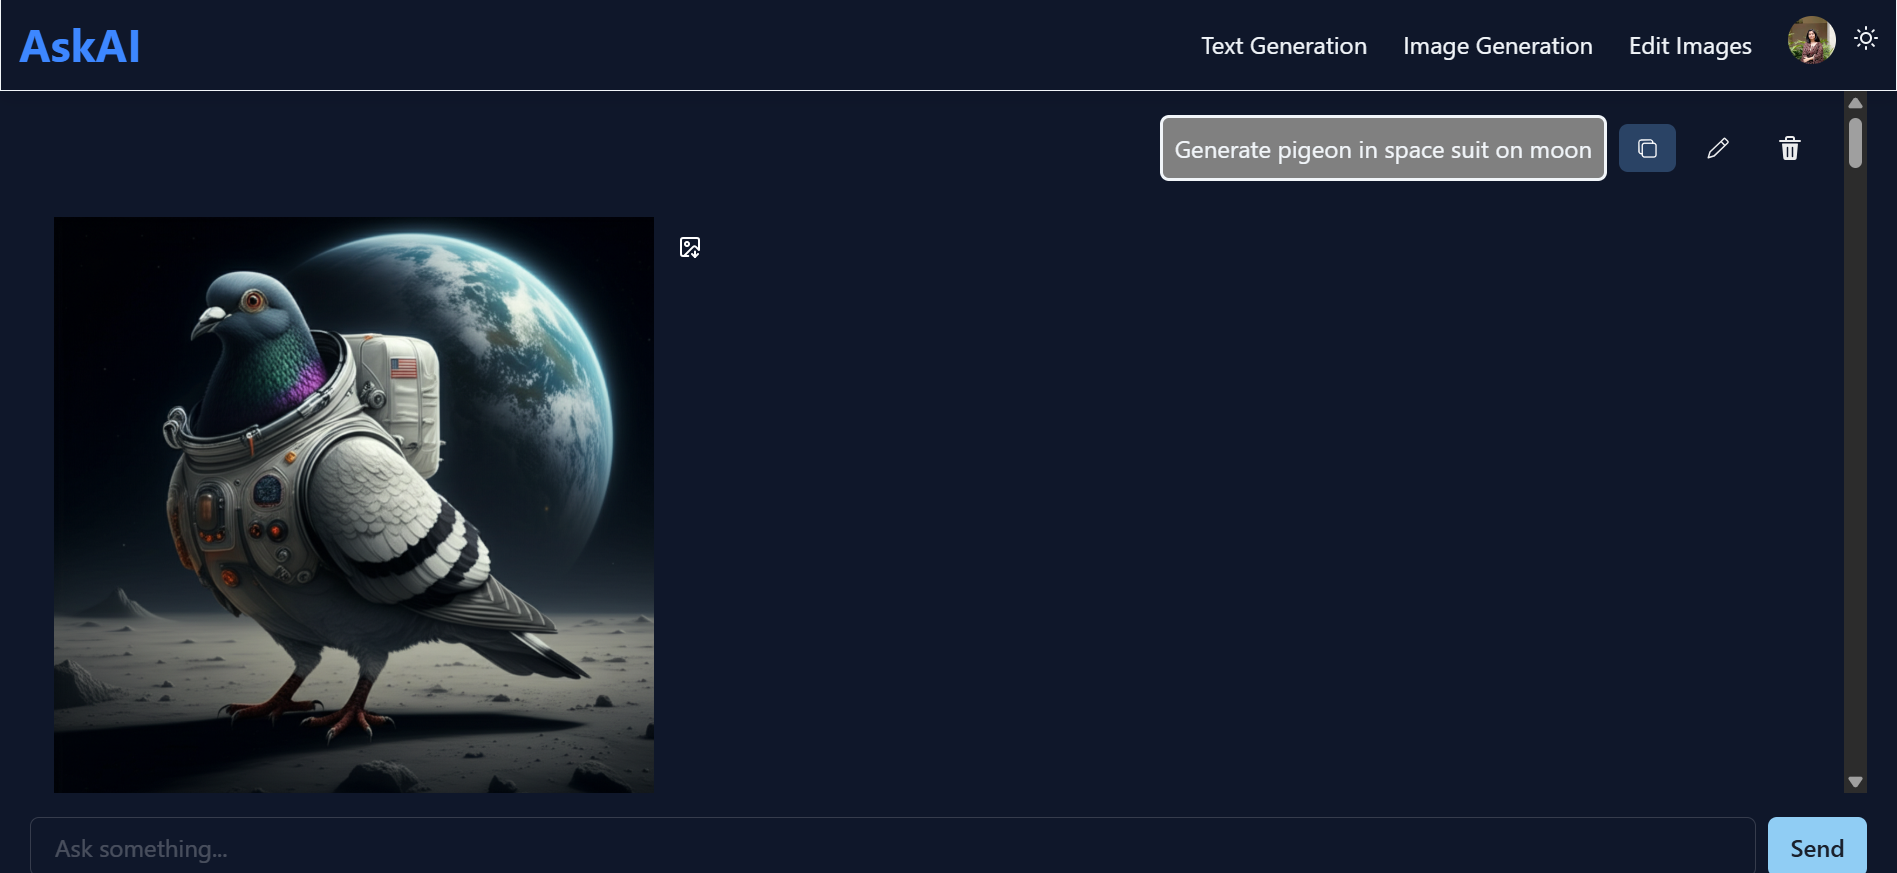 AskAI
Text Generation
Image Generation
Edit Images
Generate pigeon in space suit on moon
Ask something...
Send